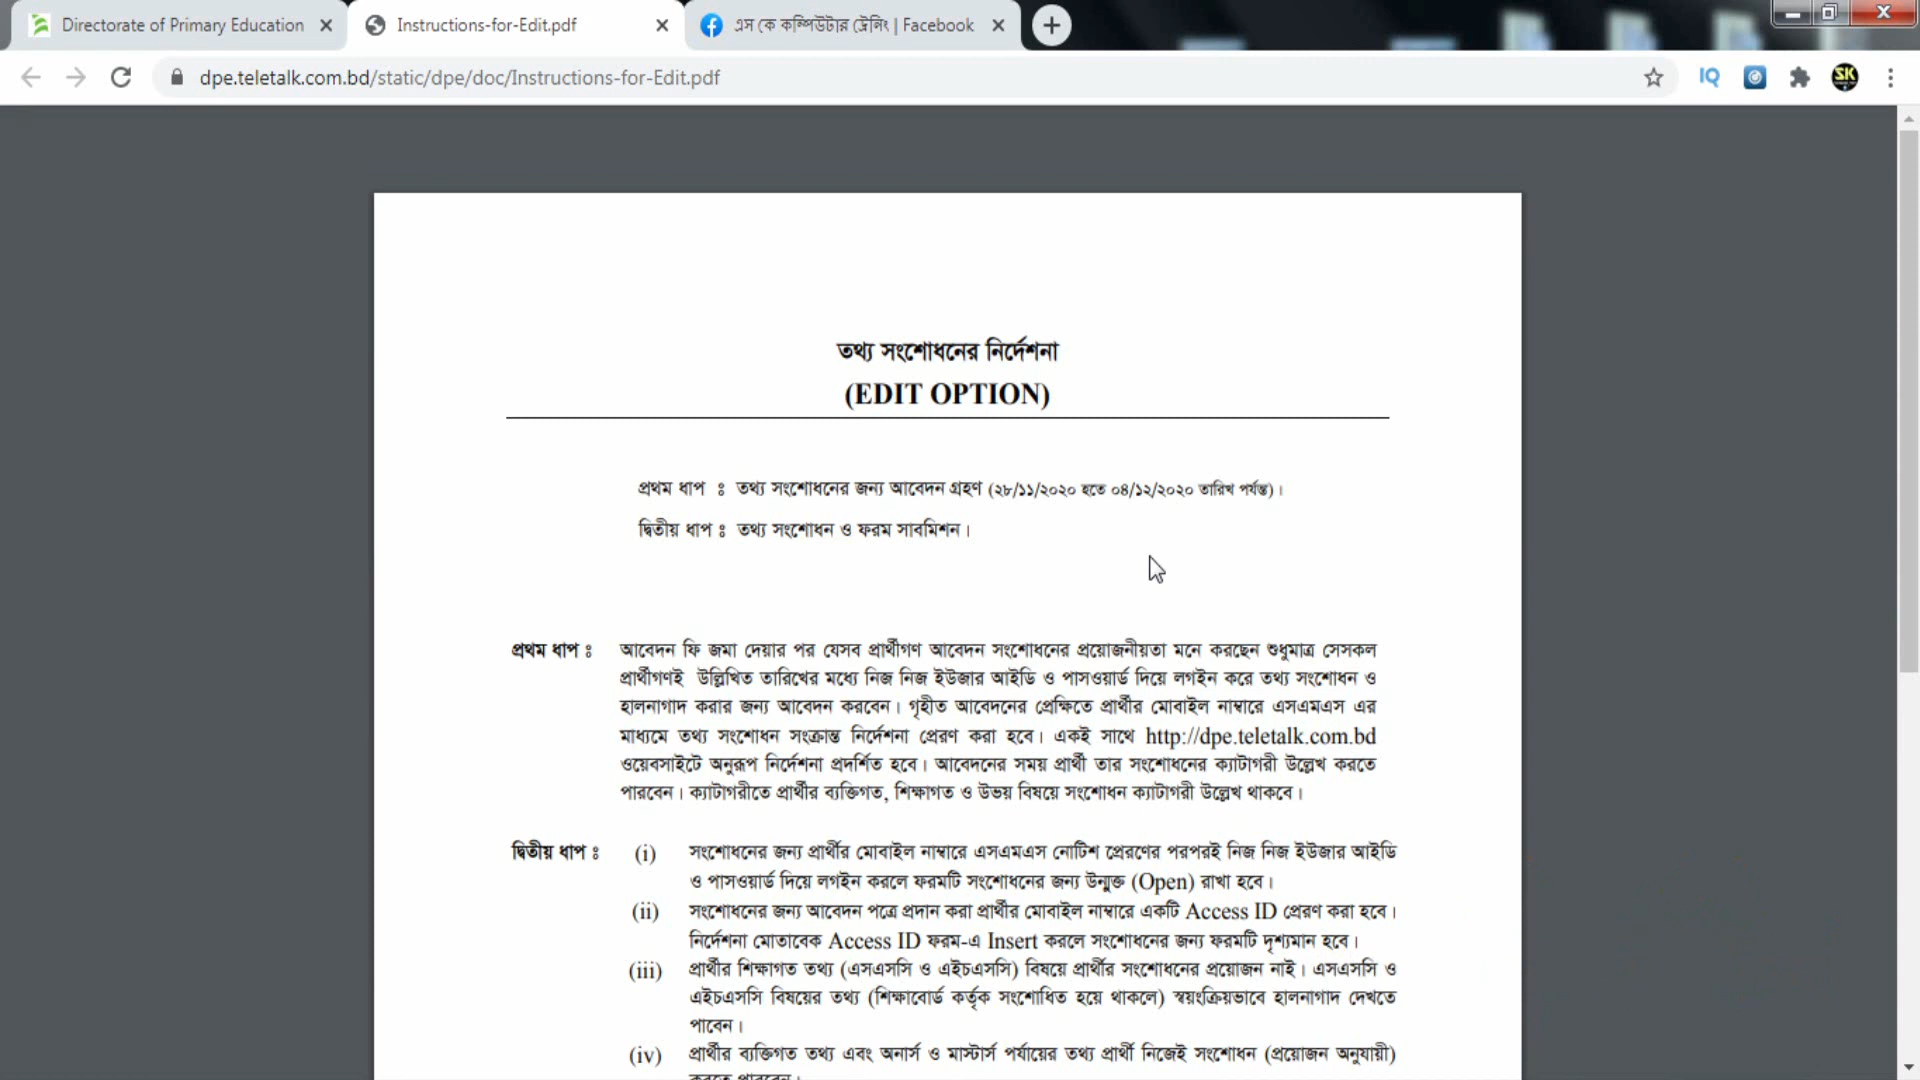 Directorate of Primary Education
Instructions-for-Edit.pdf
এস কে কম্পিউটার ট্রেনিং | Facebook
dpe.teletalk.com.bd/static/dpe/doc/Instructions-for-Edit.pdf
IQ
SK
তথ্য সংশোধনের নির্দেশনা
(EDIT OPTION)
প্রথম ধাপ ঃ তথ্য সংশোধনের জন্য আবেদন গ্রহণ (২৮/১১/২০২০ হতে ০৪/১২/২০২০ তারিখ পর্যন্ত)।
দ্বিতীয় ধাপ ঃ তথ্য সংশোধন ও ফরম সাবমিশন।
প্রথম ধাপ ঃ আবেদন ফি জমা দেয়ার পর যেসব প্রার্থীগণ আবেদন সংশোধনের প্রয়োজনীয়তা মনে করছেন শুধুমাত্র সেসকল
প্রার্থীগণই উল্লিখিত তারিখের মধ্যে নিজ নিজ ইউজার আইডি ও পাসওয়ার্ড দিয়ে লগইন করে তথ্য সংশোধন ও
হালনাগাদ করার জন্য আবেদন করবেন। গৃহীত আবেদনের প্রেক্ষিতে প্রার্থীর মোবাইল নাম্বারে এসএমএস এর
মাধ্যমে তথ্য সংশোধন সংক্রান্ত নির্দেশনা প্রেরণ করা হবে। একই সাথে http://dpe.teletalk.com.bd
ওয়েবসাইটে অনুরূপ নির্দেশনা প্রদর্শিত হবে। আবেদনের সময় প্রার্থী তার সংশোধনের ক্যাটাগরী উল্লেখ করতে
পারবেন। ক্যাটাগরীতে প্রার্থীর ব্যক্তিগত, শিক্ষাগত ও উভয় বিষয়ে সংশোধন ক্যাটাগরী উল্লেখ থাকবে।
দ্বিতীয় ধাপ ঃ (i) সংশোধনের জন্য প্রার্থীর মোবাইল নাম্বারে এসএমএস নোটিশ প্রেরণের পরপরই নিজ নিজ ইউজার আইডি
ও পাসওয়ার্ড দিয়ে লগইন করলে ফরমটি সংশোধনের জন্য উন্মুক্ত (Open) রাখা হবে।
(ii) সংশোধনের জন্য আবেদন পত্রে প্রদান করা প্রার্থীর মোবাইল নাম্বারে একটি Access ID প্রেরণ করা হবে।
নির্দেশনা মোতাবেক Access ID ফরম-এ Insert করলে সংশোধনের জন্য ফরমটি দৃশ্যমান হবে।
(iii) প্রার্থীর শিক্ষাগত তথ্য (এসএসসি ও এইচএসসি) বিষয়ে প্রার্থীর সংশোধনের প্রয়োজন নাই। এসএসসি ও
এইচএসসি বিষয়ের তথ্য (শিক্ষাবোর্ড কর্তৃক সংশোধিত হয়ে থাকলে) স্বয়ংক্রিয়ভাবে হালনাগাদ দেখতে
পাবেন।
(iv) প্রার্থীর ব্যক্তিগত তথ্য এবং অনার্স ও মাস্টার্স পর্যায়ের তথ্য প্রার্থী নিজেই সংশোধন (প্রয়োজন অনুযায়ী)
করতে পারবেন।